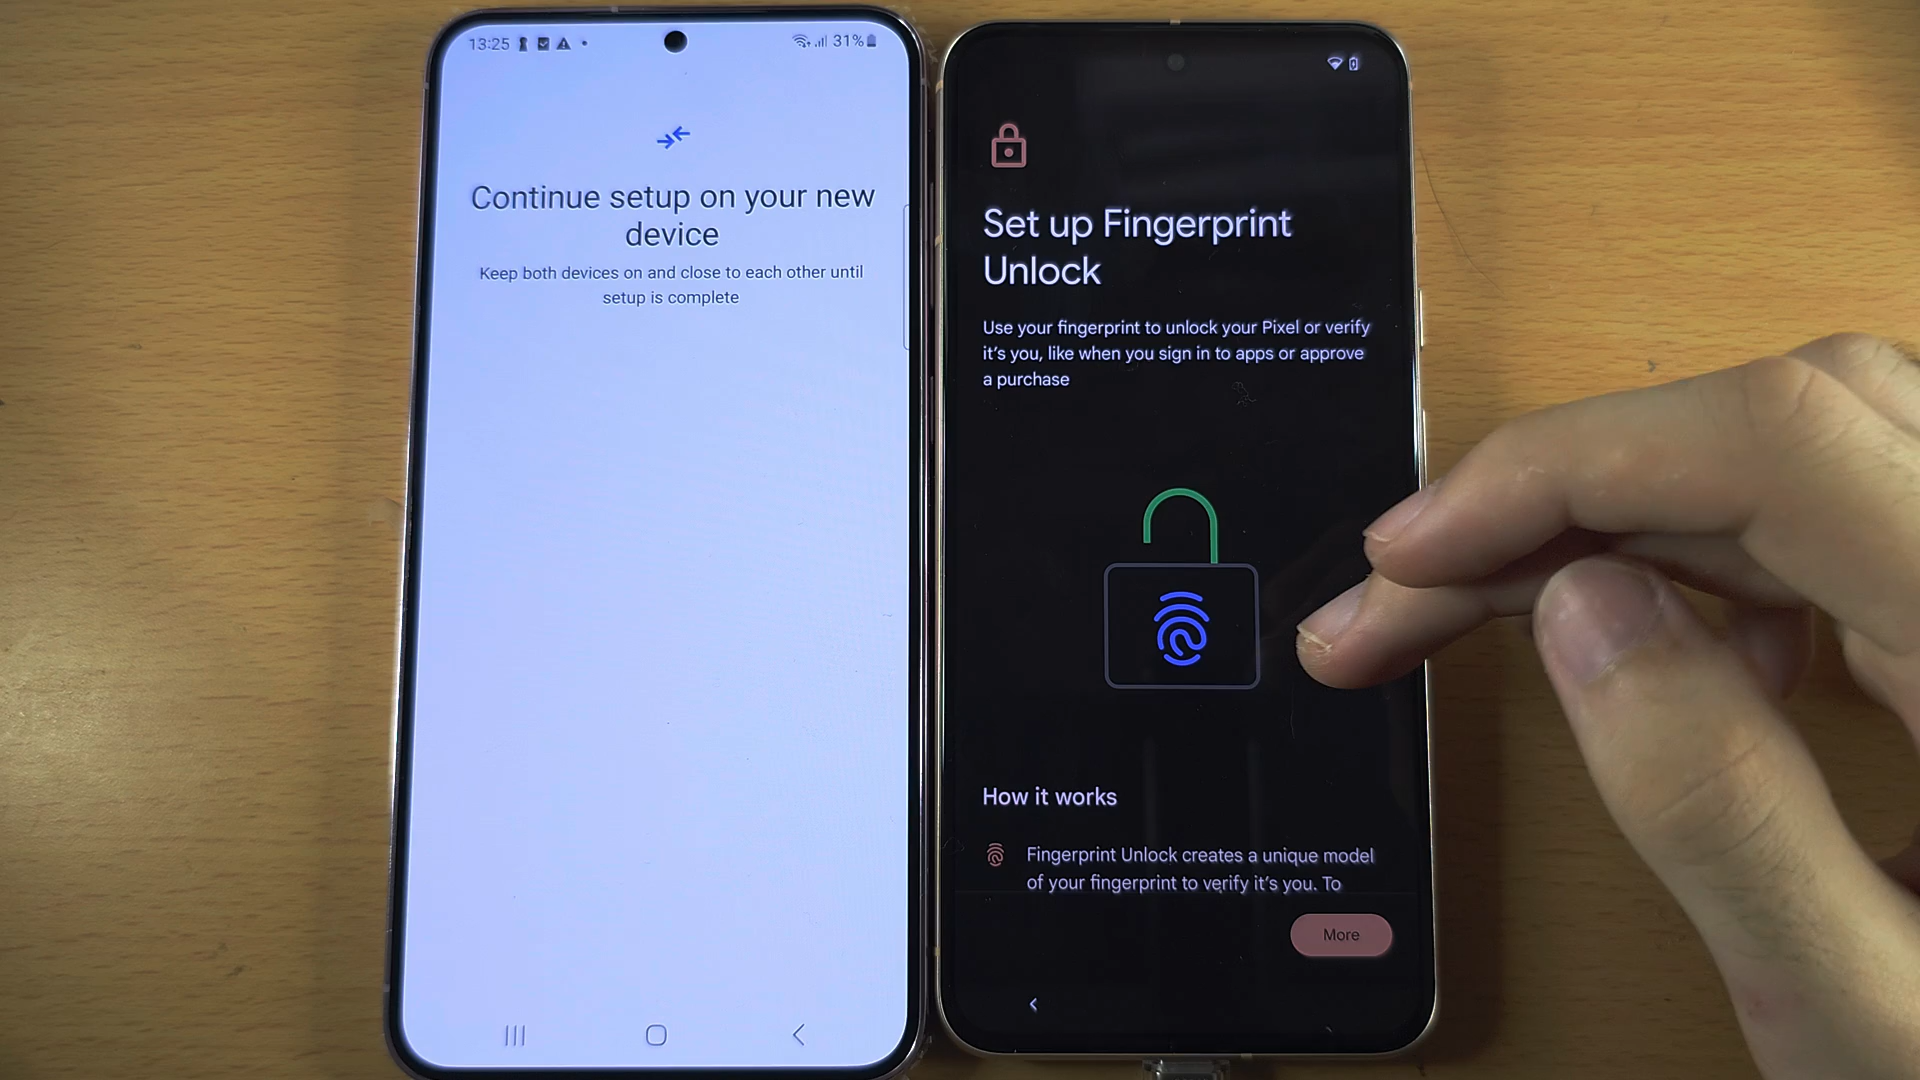 13:25
31%
Continue setup on your new
device
Keep both devices on and close to each other until
setup is complete
Set up Fingerprint
Unlock
Use your fingerprint to unlock your Pixel or verify
it's you, like when you sign in to apps or approve
a purchase
How it works
Fingerprint Unlock creates a unique model
of your fingerprint to verify it's you. To
More